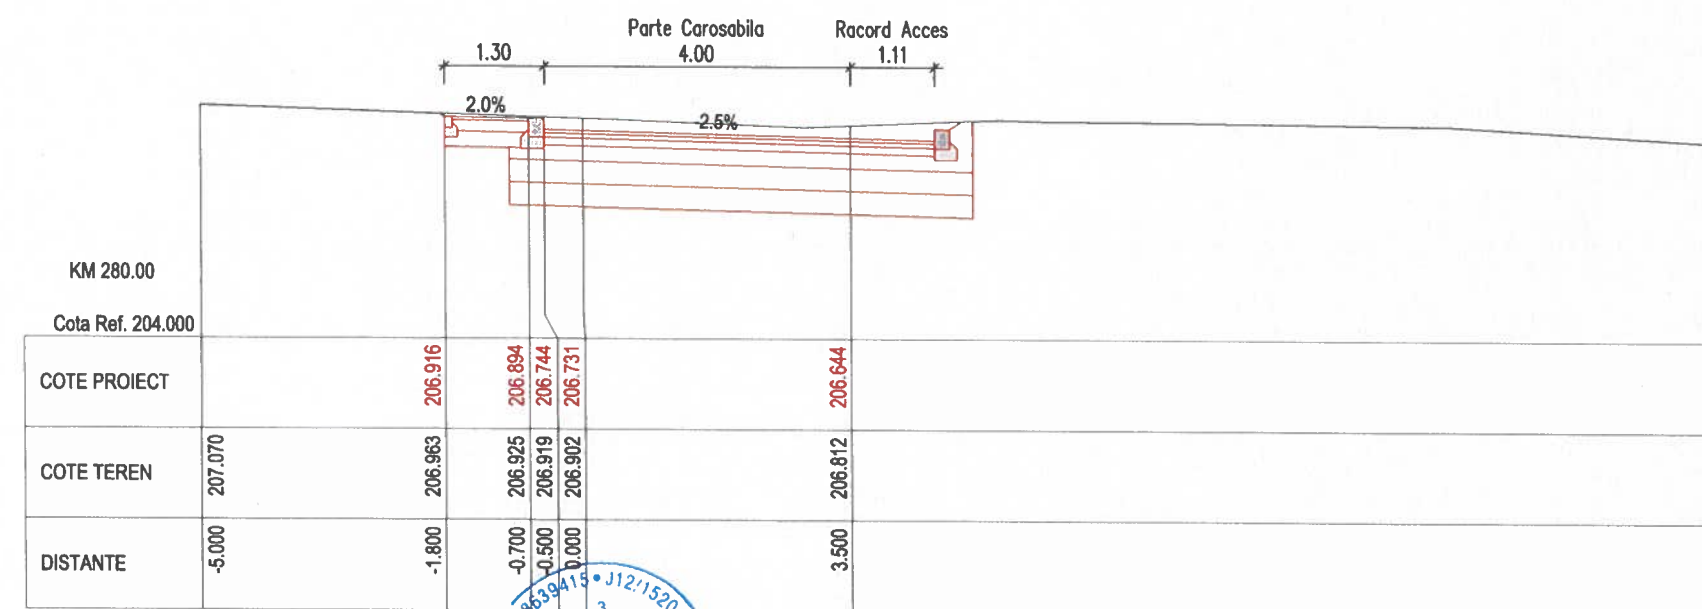 Parte Carosabila Racord Acces
1.30 4.00 1.11
2.0% -2.5%
KM 280.00
Cota Ref. 204.000
COTE PROIECT 206.916 206.894 206.744 206.731 206.644
COTE TEREN 207.070 206.963 206.925 206.919 206.902 206.812
DISTANTE -5.000 -1.800 -0.700 -0.500 0.000 3.500
8639415 • J12/1520
3